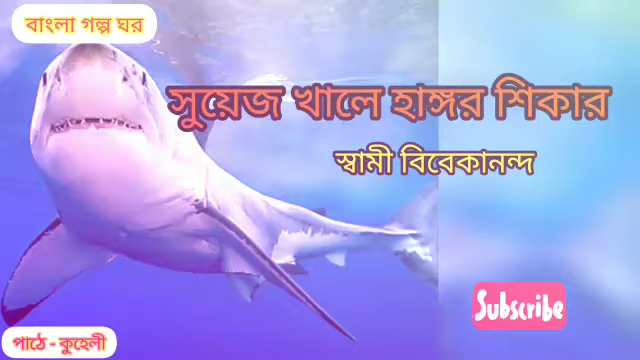 বাংলা গল্প ঘর
সুয়েজ খালে হাঙ্গর শিকার
স্বামী বিবেকানন্দ
Subscribe
পাঠে - কুহেলী